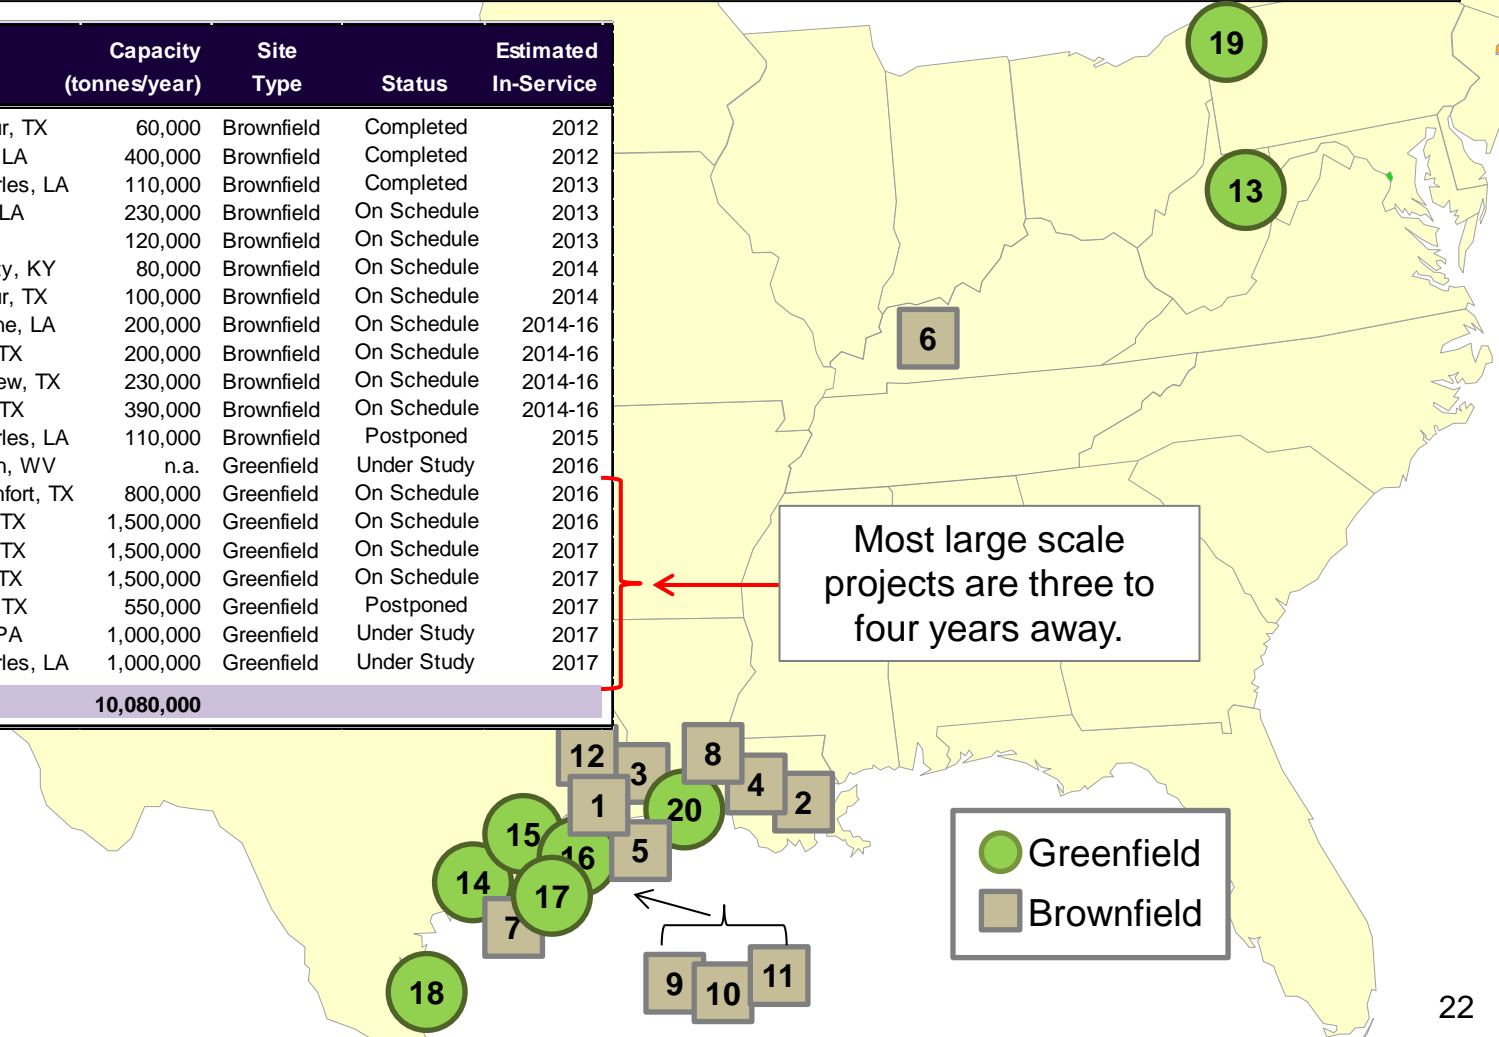 Capacity Site Estimated
(tonnes/year) Type Status In-Service
r, TX 60,000 Brownfield Completed 2012
LA 400,000 Brownfield Completed 2012
rles, LA 110,000 Brownfield Completed 2013
LA 230,000 Brownfield On Schedule 2013
120,000 Brownfield On Schedule 2013
y, KY 80,000 Brownfield On Schedule 2014
r, TX 100,000 Brownfield On Schedule 2014
ne, LA 200,000 Brownfield On Schedule 2014-16
TX 200,000 Brownfield On Schedule 2014-16
ew, TX 230,000 Brownfield On Schedule 2014-16
TX 390,000 Brownfield On Schedule 2014-16
rles, LA 110,000 Brownfield Postponed 2015
n, WV n.a. Greenfield Under Study 2016
nfort, TX 800,000 Greenfield On Schedule 2016
TX 1,500,000 Greenfield On Schedule 2016
TX 1,500,000 Greenfield On Schedule 2017
TX 1,500,000 Greenfield On Schedule 2017
TX 550,000 Greenfield Postponed 2017
PA 1,000,000 Greenfield Under Study 2017
rles, LA 1,000,000 Greenfield Under Study 2017
10,080,000
19
13
6
Most large scale
projects are three to
four years away.
12
3
8
4
2
1
20
15
16
5
14
17
7
18
9
10
11
Greenfield
Brownfield
22